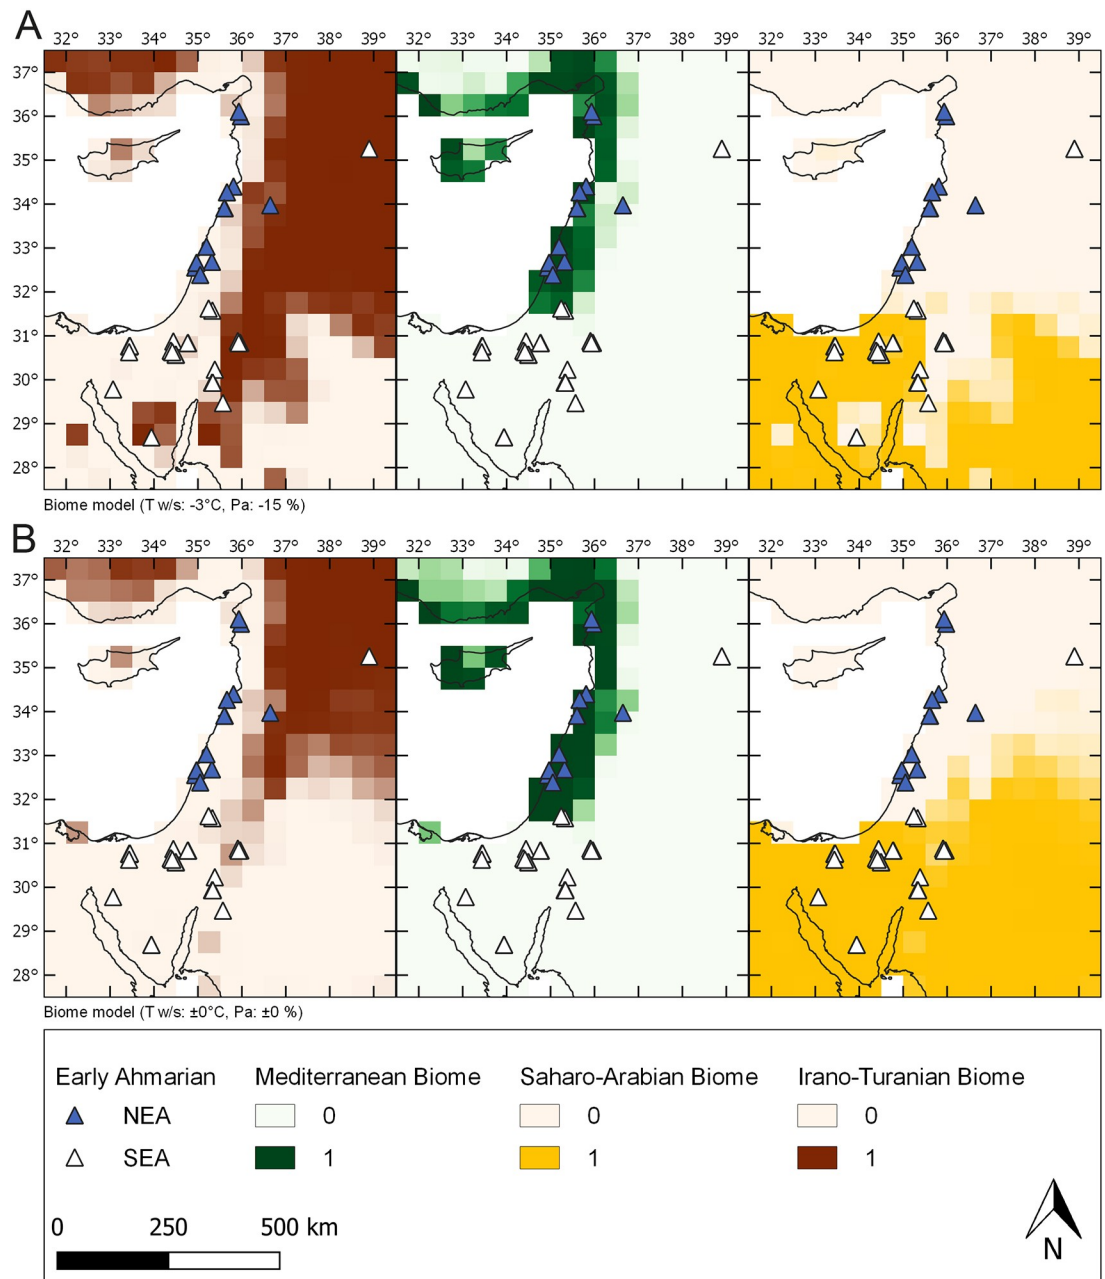 A
32° 33° 34° 35° 36° 37° 38° 39° 32° 33° 34° 35° 36° 37° 38° 39° 32° 33° 34° 35° 36° 37° 38° 39°
37°
36°
35°
34°
33°
32°
31°
30°
29°
28°
Biome model (T w/s: -3°C, Pa: -15 %)
B
32° 33° 34° 35° 36° 37° 38° 39° 32° 33° 34° 35° 36° 37° 38° 39° 32° 33° 34° 35° 36° 37° 38° 39°
37°
36°
35°
34°
33°
32°
31°
30°
29°
28°
Biome model (T w/s: ±0°C, Pa: ±0 %)
Early Ahmarian Mediterranean Biome Saharo-Arabian Biome Irano-Turanian Biome
NEA 0 0 0
SEA 1 1 1
0 250 500 km
N